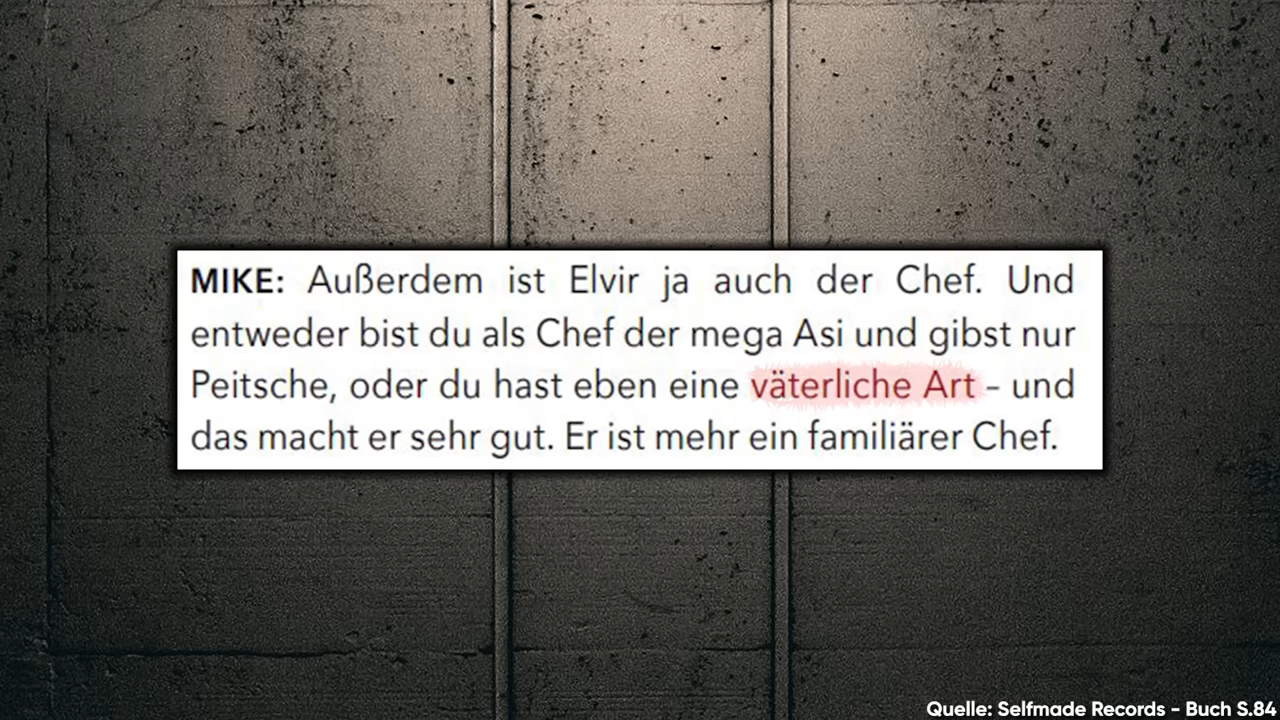 MIKE: Außerdem ist Elvir ja auch der Chef. Und
entweder bist du als Chef der mega Asi und gibst nur
Peitsche, oder du hast eben eine väterliche Art – und
das macht er sehr gut. Er ist mehr ein familiärer Chef.
Quelle: Selfmade Records - Buch S.84